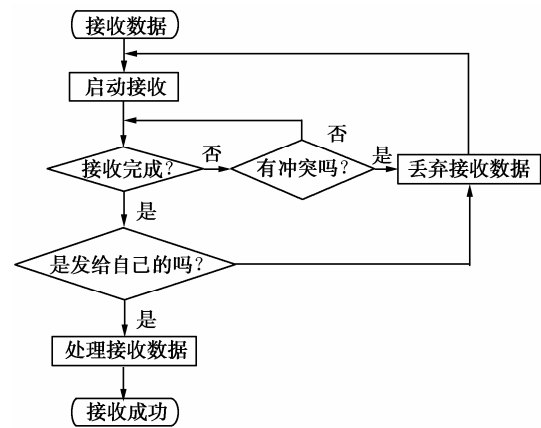 接收数据
启动接收
否
接收完成？
否
有冲突吗？
是
丢弃接收数据
是
是发给自己的吗？
是
处理接收数据
接收成功